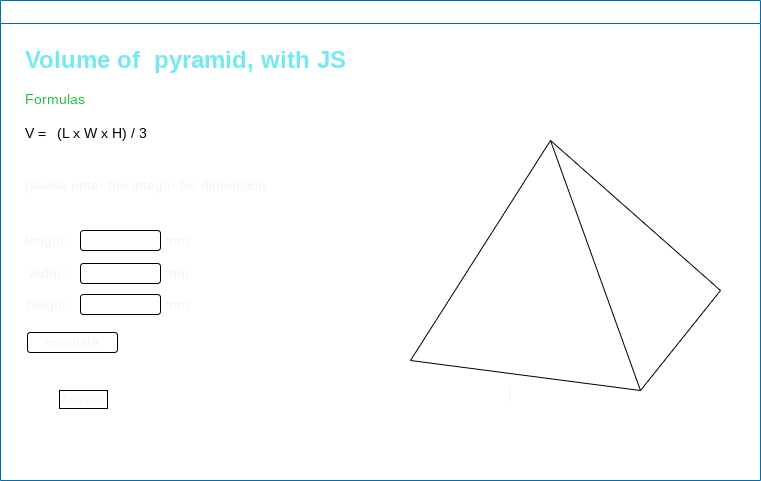 Volume of  pyramid, with JS
Formulas
V =   (L x W x H) / 3
please enter the integer for dimension
length mm
width mm
height mm
caculate
Answer
l